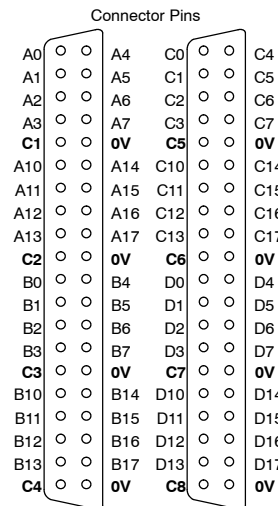 Connector Pins
A0 A4 C0 C4
A1 A5 C1 C5
A2 A6 C2 C6
A3 A7 C3 C7
C1 0V C5 0V
A10 A14 C10 C14
A11 A15 C11 C15
A12 A16 C12 C16
A13 A17 C13 C17
C2 0V C6 0V
B0 B4 D0 D4
B1 B5 D1 D5
B2 B6 D2 D6
B3 B7 D3 D7
C3 0V C7 0V
B10 B14 D10 D14
B11 B15 D11 D15
B12 B16 D12 D16
B13 B17 D13 D17
C4 0V C8 0V